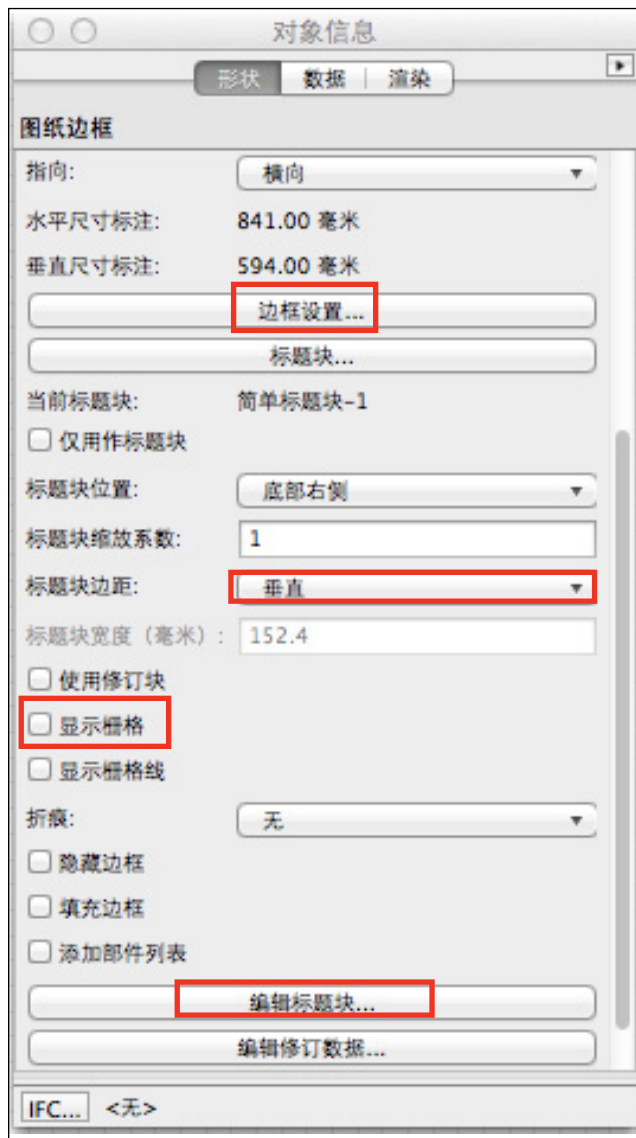 对象信息
形状 数据 渲染
图纸边框
指向: 横向
水平尺寸标注: 841.00 毫米
垂直尺寸标注: 594.00 毫米
边框设置...
标题块...
当前标题块: 简单标题块-1
仅用作标题块
标题块位置: 底部右侧
标题块缩放系数: 1
标题块边距: 垂直
标题块宽度（毫米）: 152.4
使用修订块
显示栅格
显示栅格线
折痕: 无
隐藏边框
填充边框
添加部件列表
编辑标题块...
编辑修订数据...
IFC... <无>